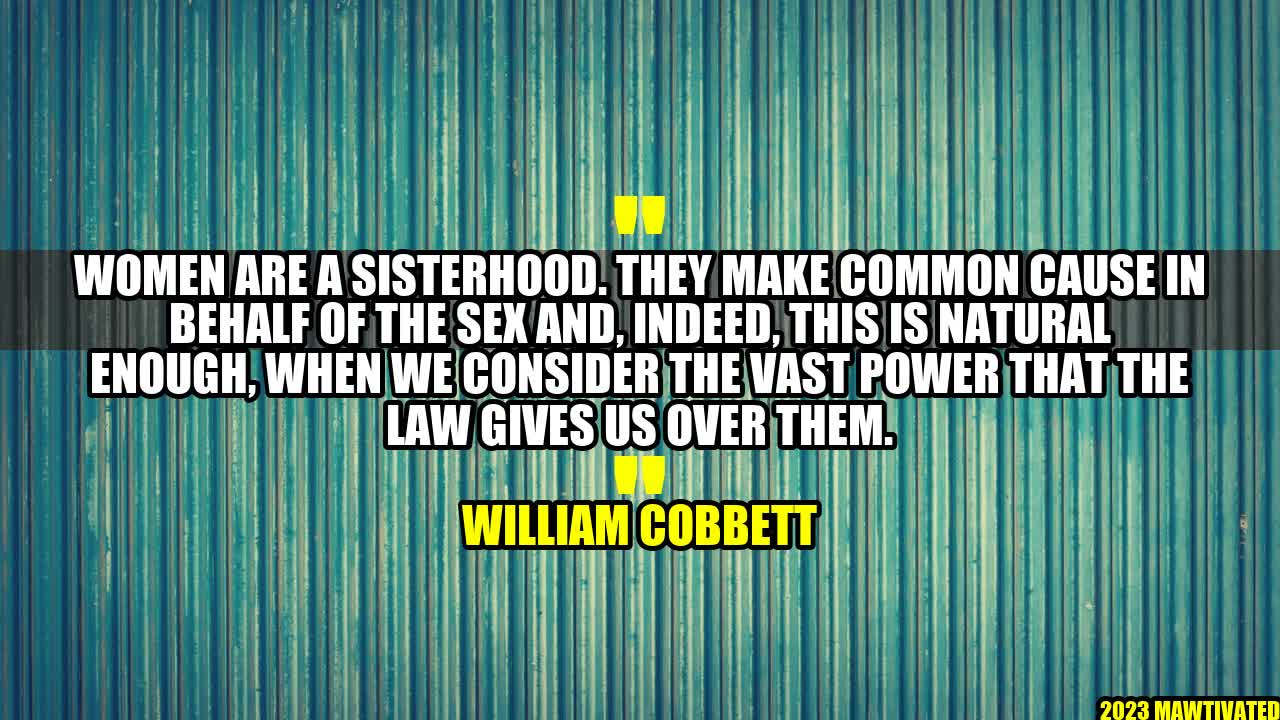 "
WOMEN ARE A SISTERHOOD. THEY MAKE COMMON CAUSE IN
BEHALF OF THE SEX AND, INDEED, THIS IS NATURAL
ENOUGH, WHEN WE CONSIDER THE VAST POWER THAT THE
LAW GIVES US OVER THEM.
"
WILLIAM COBBETT
2023 MAWTIVATED